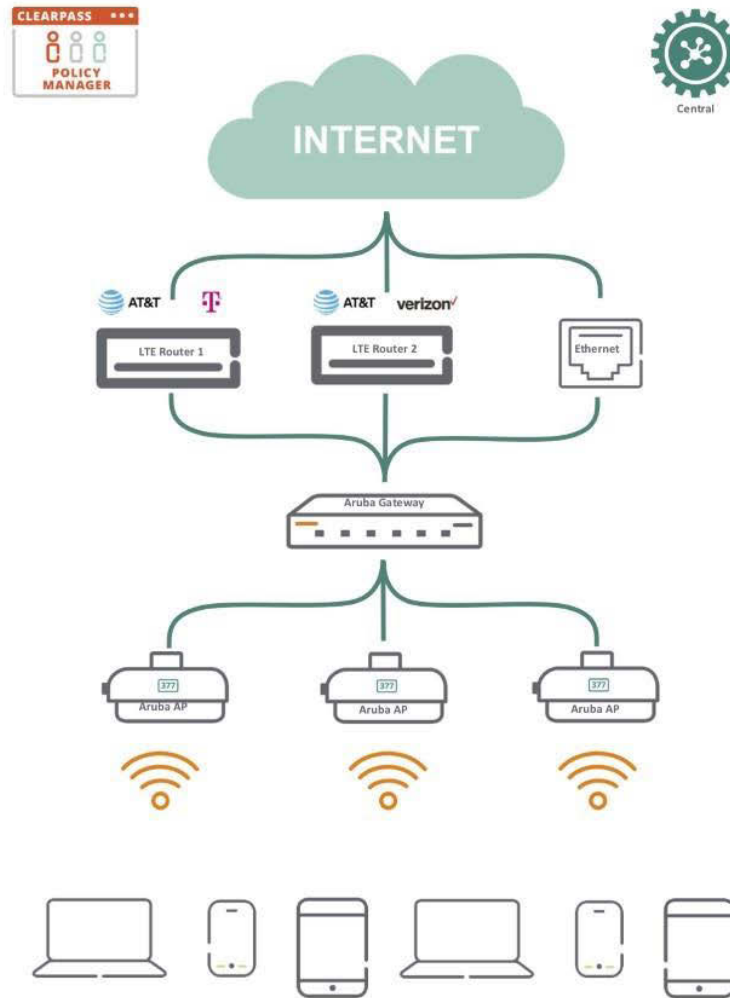 CLEARPASS
POLICY
MANAGER
Central
INTERNET
AT&T
T
AT&T
verizon✓
LTE Router 1
LTE Router 2
Ethernet
Aruba Gateway
377
Aruba AP
377
Aruba AP
377
Aruba AP